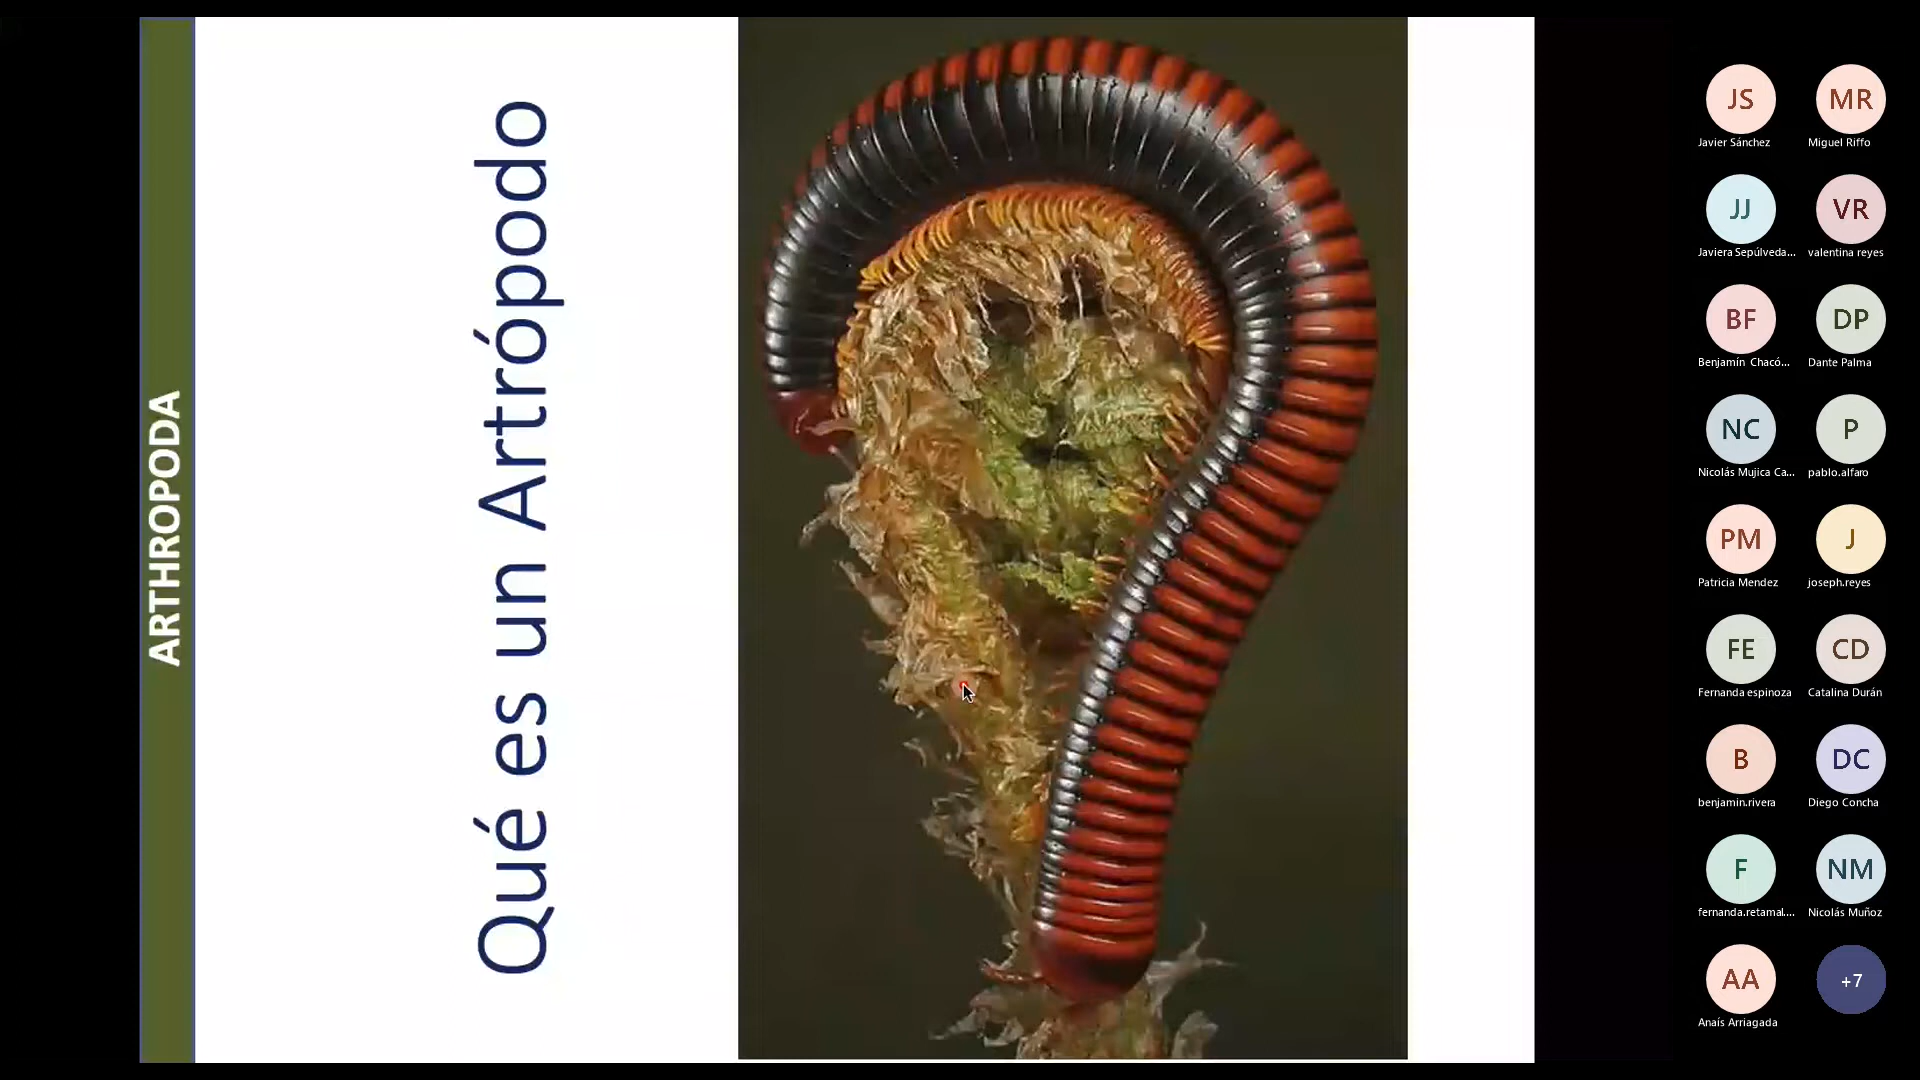 ARTHROPODA
Qué es un Artrópodo
JS
Javier Sánchez
MR
Miguel Riffo
JJ
Javiera Sepúlveda...
VR
valentina reyes
BF
Benjamín Chacó...
DP
Dante Palma
NC
Nicolás Mujica Ca...
P
pablo.alfaro
PM
Patricia Mendez
J
joseph.reyes
FE
Fernanda espinoza
CD
Catalina Durán
B
benjamin.rivera
DC
Diego Concha
F
fernanda.retamal....
NM
Nicolás Muñoz
AA
Anaís Arriagada
+7